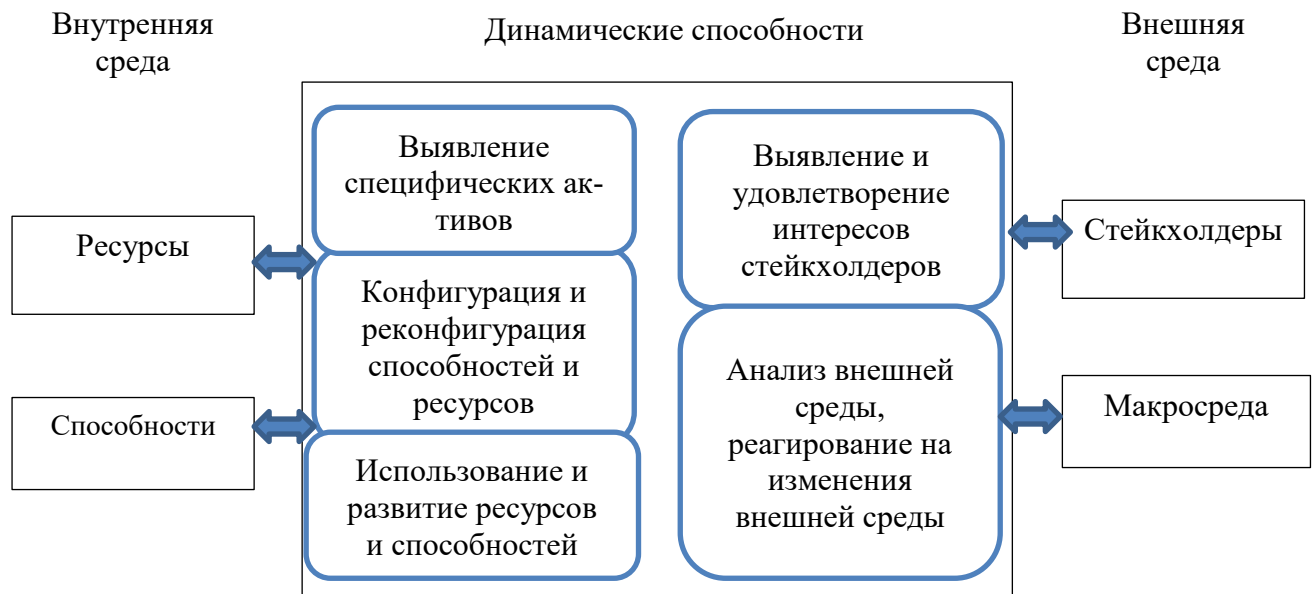 Внутренняя
среда
Динамические способности
Внешняя
среда
Ресурсы
Способности
Выявление
специфических ак-
тивов
Конфигурация и
реконфигурация
способностей и
ресурсов
Использование и
развитие ресурсов
и способностей
Выявление и
удовлетворение
интересов
стейкхолдеров
Анализ внешней
среды,
реагирование на
изменения
внешней среды
Стейкхолдеры
Макросреда